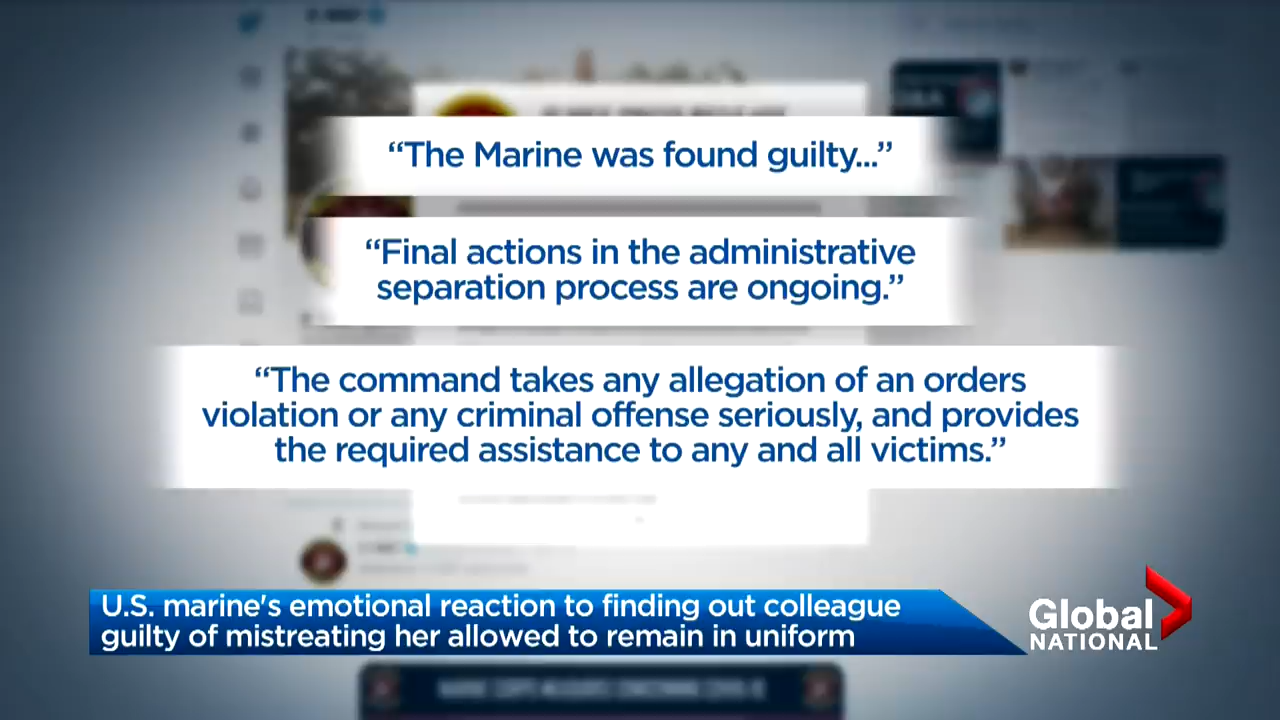 “The Marine was found guilty...”
“Final actions in the administrative
separation process are ongoing.”
“The command takes any allegation of an orders
violation or any criminal offense seriously, and provides
the required assistance to any and all victims.”
U.S. marine's emotional reaction to finding out colleague
guilty of mistreating her allowed to remain in uniform
Global
NATIONAL